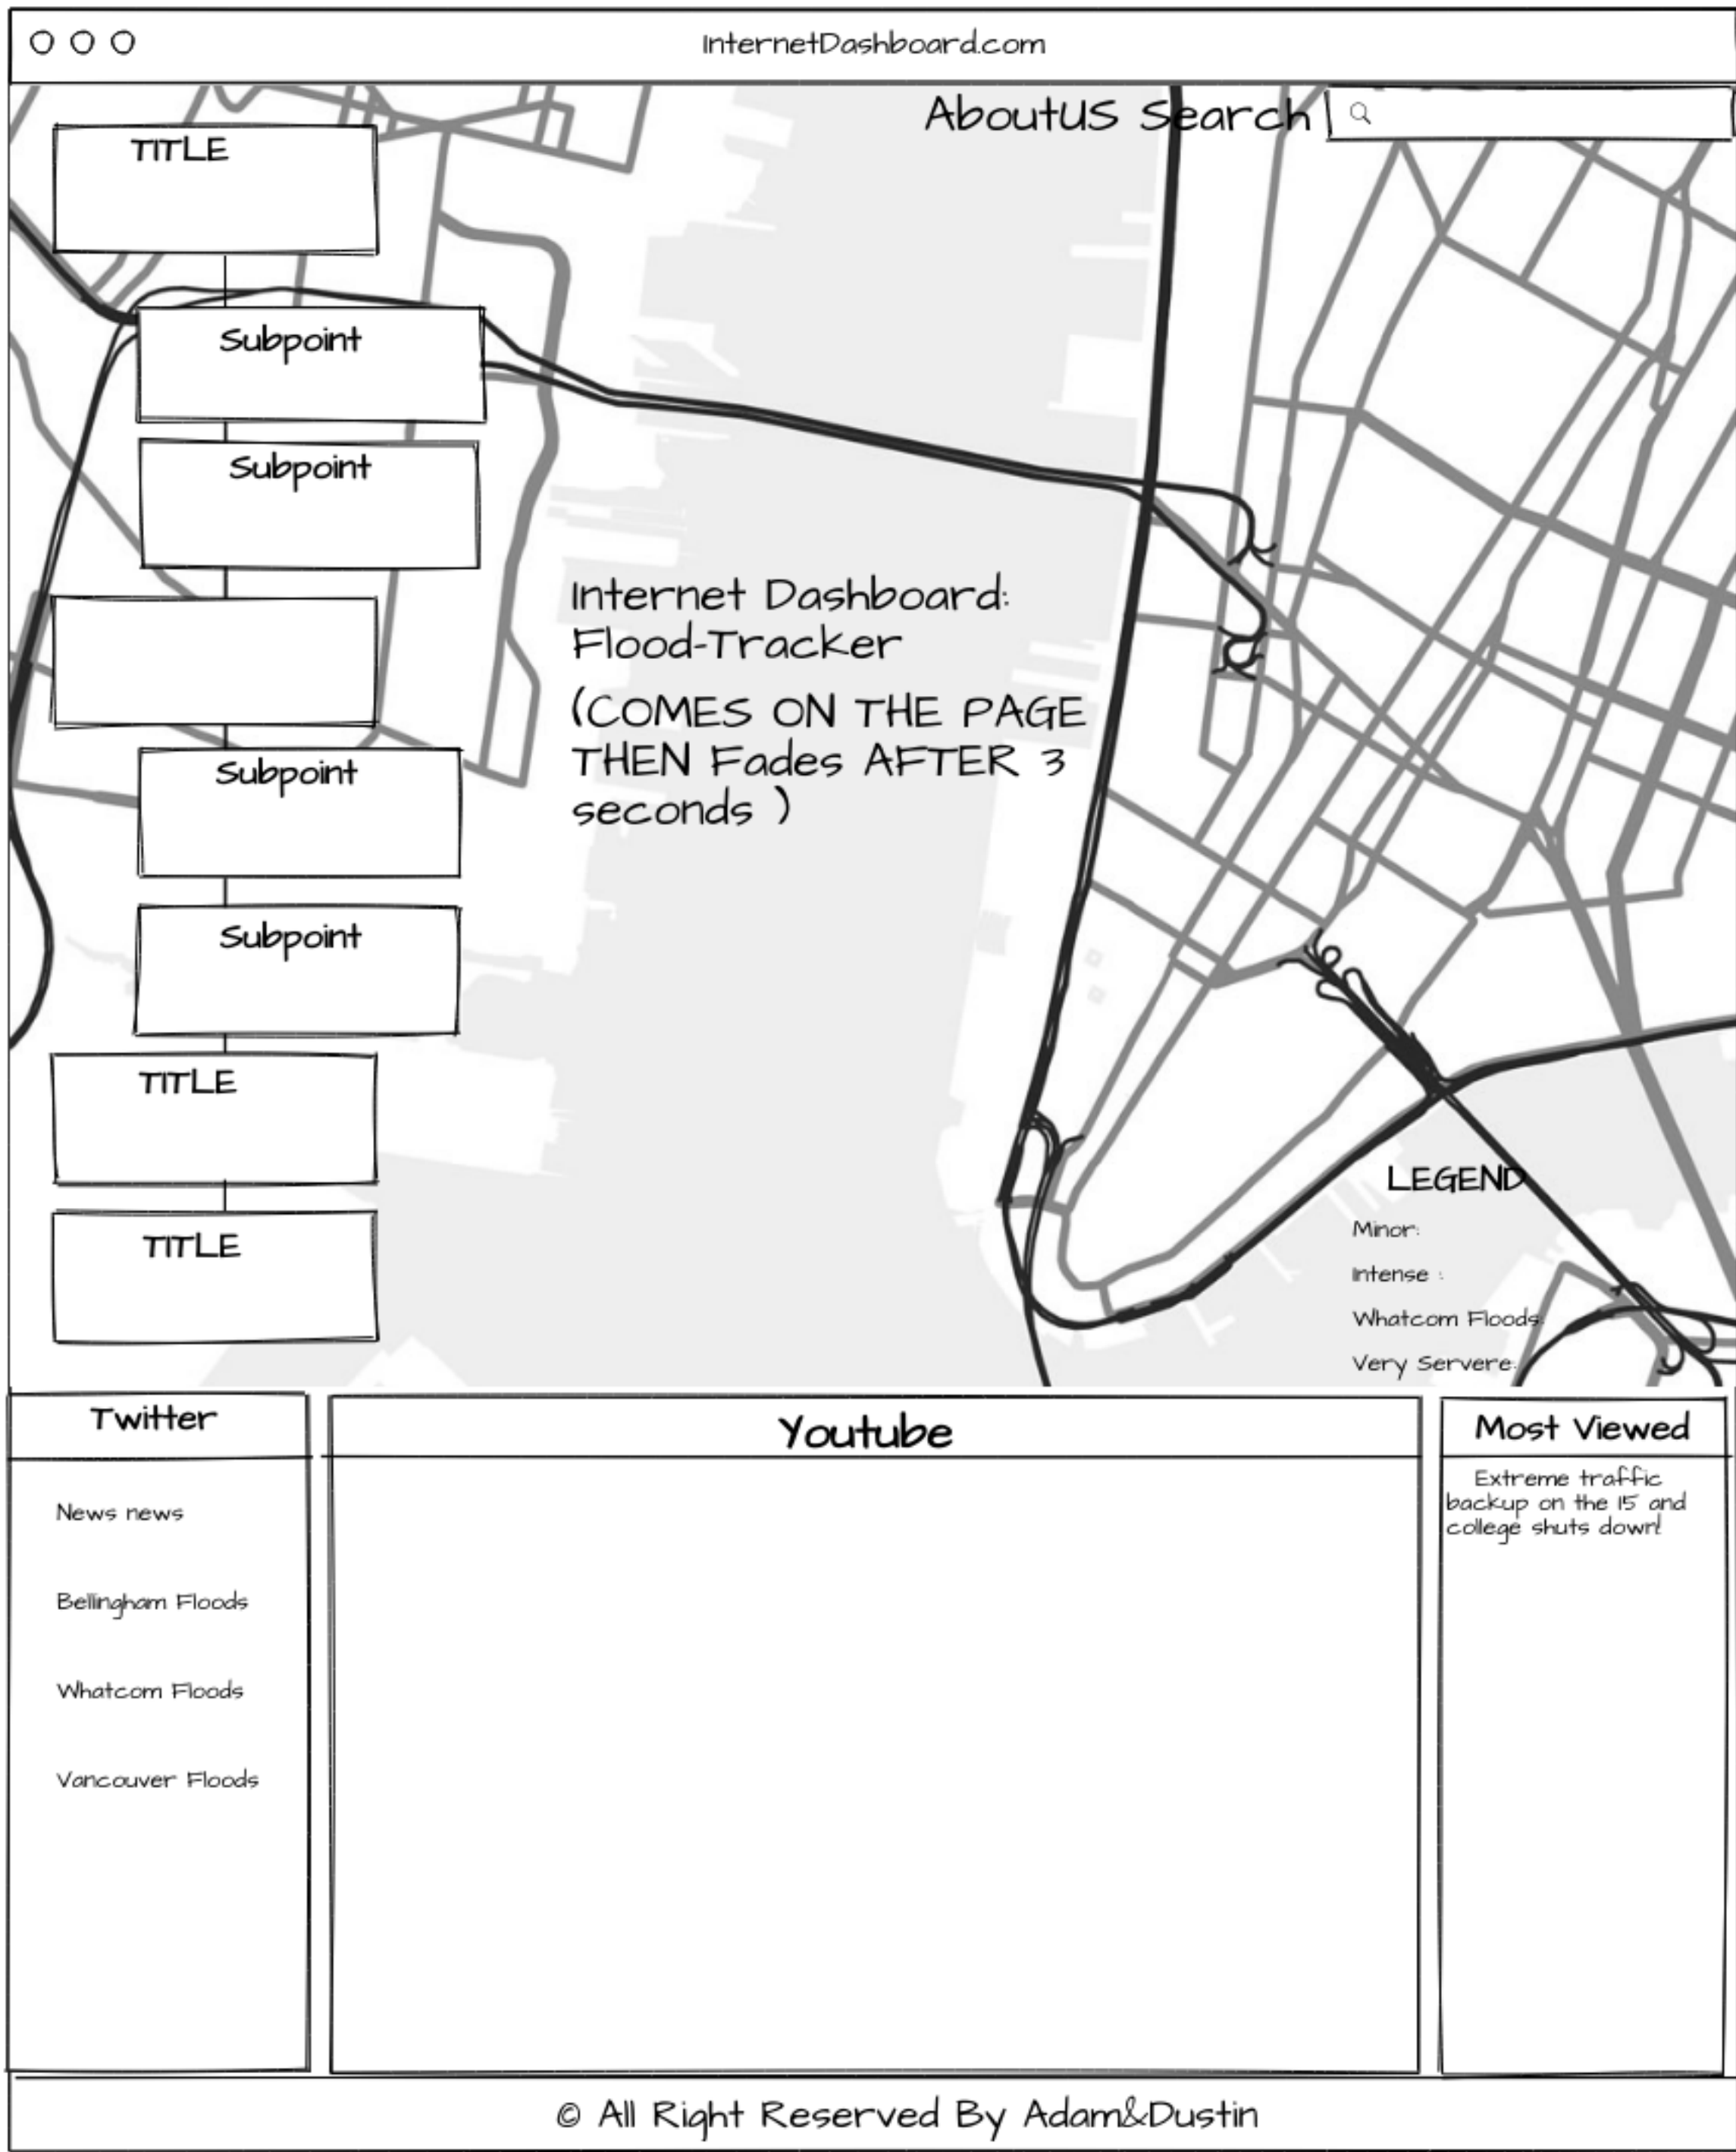 InternetDashboard.com
AboutUS Search
TITLE
Subpoint
Subpoint
Internet Dashboard:
Flood-Tracker
(COMES ON THE PAGE
THEN Fades AFTER 3
seconds )
Subpoint
Subpoint
TITLE
TITLE
LEGEND
Minor:
Intense :
Whatcom Floods:
Very Servere:
Twitter
News news
Bellingham Floods
Whatcom Floods
Vancouver Floods
Youtube
Most Viewed
Extreme traffic
backup on the 15 and
college shuts down!
© All Right Reserved By Adam&Dustin